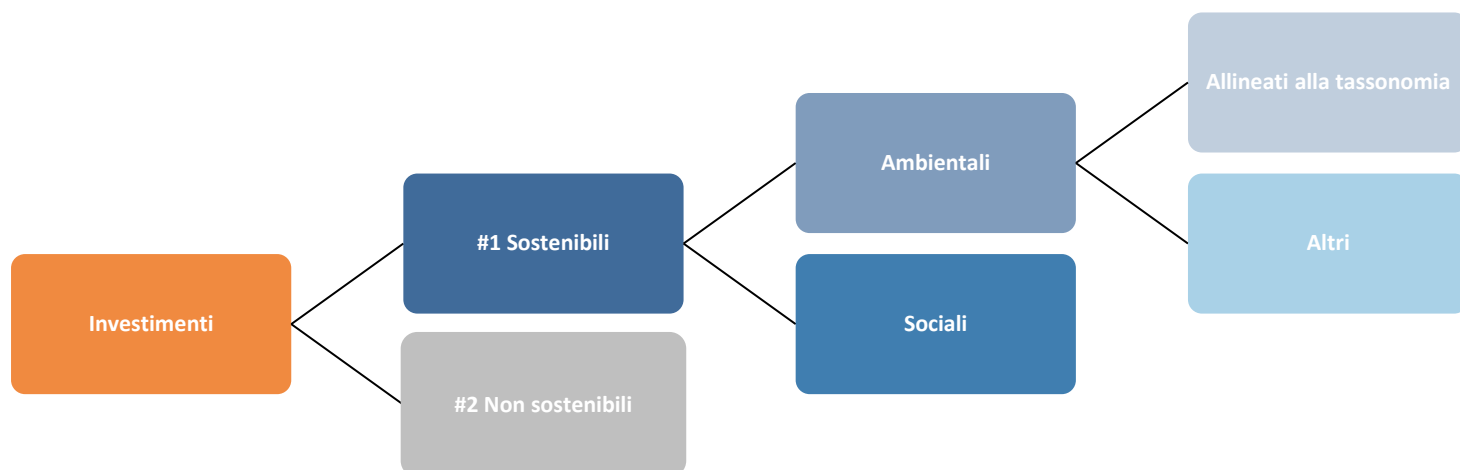 Investimenti
#1 Sostenibili
#2 Non sostenibili
Ambientali
Sociali
Allineati alla tassonomia
Altri